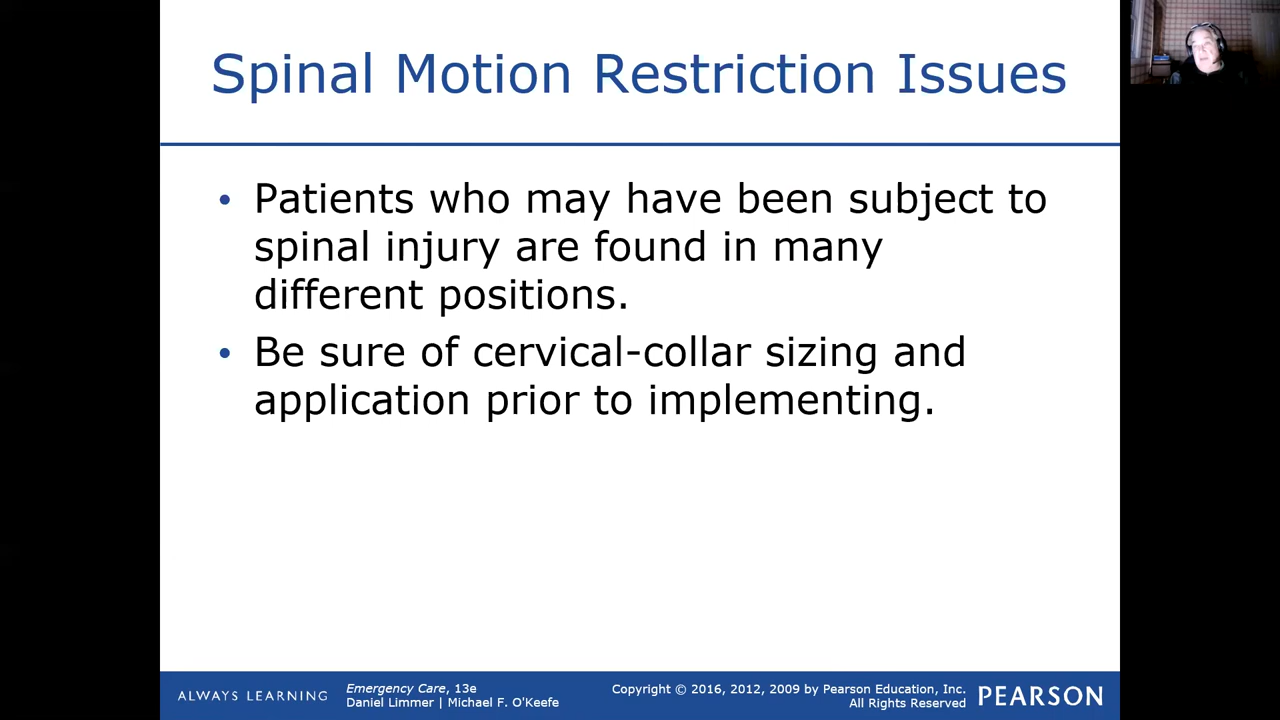 Spinal Motion Restriction Issues
• Patients who may have been subject to
spinal injury are found in many
different positions.
• Be sure of cervical-collar sizing and
application prior to implementing.
ALWAYS LEARNING
Emergency Care, 13e
Daniel Limmer | Michael F. O'Keefe
Copyright © 2016, 2012, 2009 by Pearson Education, Inc.
All Rights Reserved
PEARSON